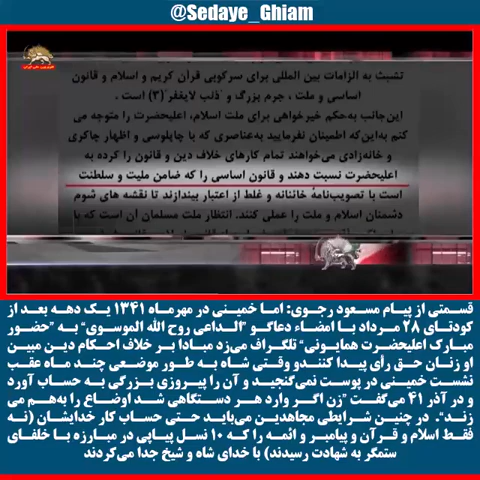 @Sedaye_Ghiam
تشبث به الزامات بین المللی برای سرکوبی قرآن کریم و اسلام و قانون
اساسی و ملت ، جرم بزرگ و ذنب لایغفر (۳) است .
این‌جانب به‌حکم خیرخواهی برای ملت اسلام، اعلیحضرت را متوجه می
کنم به‌این‌که اطمینان نفرمایید به‌عناصری که با چاپلوسی و اظهار چاکری
و خانه‌زادی می‌خواهند تمام کارهای خلاف دین و قانون را کرده به
اعلیحضرت نسبت دهند و قانون اساسی را که ضامن ملیت و سلطنت
است با تصویب‌نامهٔ خائنانه و غلط از اعتبار بیندازند تا نقشه های شوم
دشمنان اسلام و ملت را عملی کنند. انتظار ملت مسلمان آن است که با
قسمتی از پیام مسعود رجوی: اما خمینی در مهرماه ۱۳۴۱ یک دهه بعد از
کودتای ۲۸ مرداد با امضاء دعاگو "الداعی روح الله الموسوی" به "حضور
مبارک اعلیحضرت همایونی" تلگراف می‌زد مبادا بر خلاف احکام دین مبین
او زنان حق رأی پیدا کنندو وقتی شاه به طور موضعی چند ماه عقب
نشست خمینی در پوست نمی‌گنجید و آن را پیروزی بزرگی به حساب آورد
و در آذر ۴۱ می‌گفت "زن اگر وارد هر دستگاهی شد اوضاع را به‌هم می
زند". در چنین شرایطی مجاهدین می‌باید حتی حساب کار خدایشان (نه
فقط اسلام و قرآن و پیامبر و ائمه را که ۱۰ نسل پیاپی در مبارزه با خلفای
ستمگر به شهادت رسیدند) با خدای شاه و شیخ جدا می‌کردند